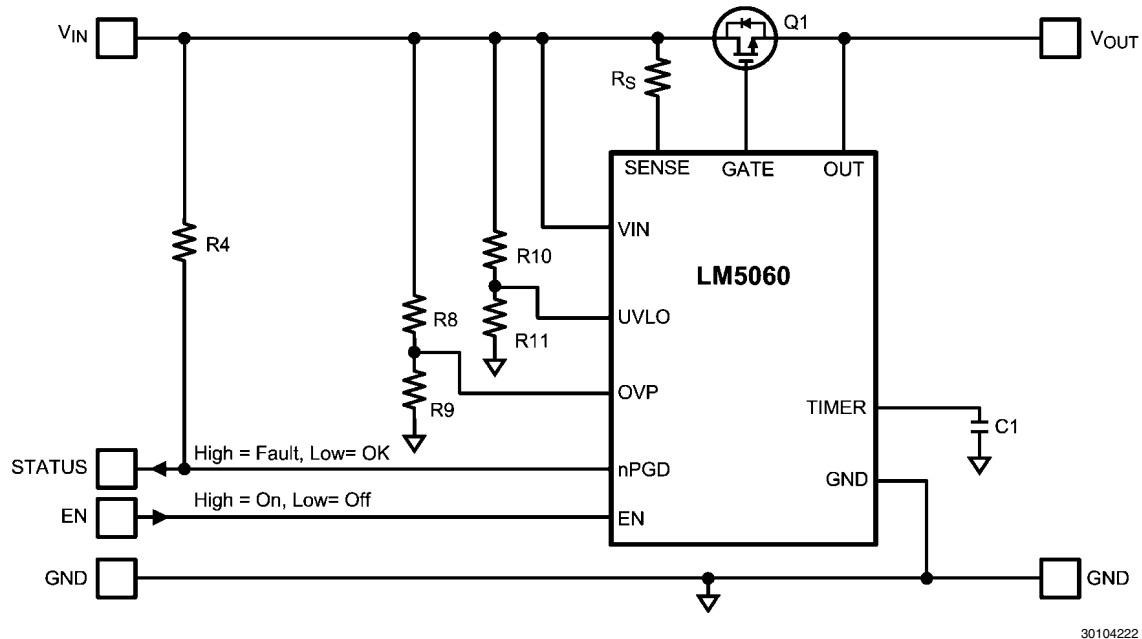 V_IN
Q1
V_OUT
R_S
SENSE
GATE
OUT
R4
VIN
R10
LM5060
R8
UVLO
R11
R9
OVP
TIMER
C1
High = Fault, Low= OK
STATUS
nPGD
GND
High = On, Low= Off
EN
EN
GND
GND
30104222